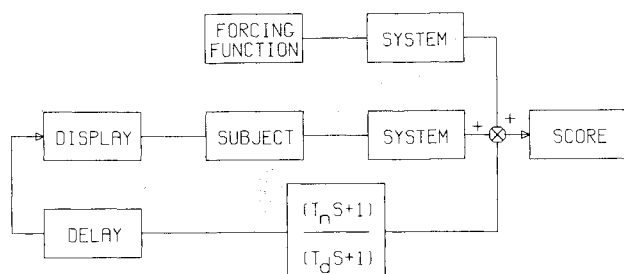 FORCING
FUNCTION
SYSTEM
DISPLAY
SUBJECT
SYSTEM
+
+
SCORE
DELAY
(TnS+1)
(TdS+1)